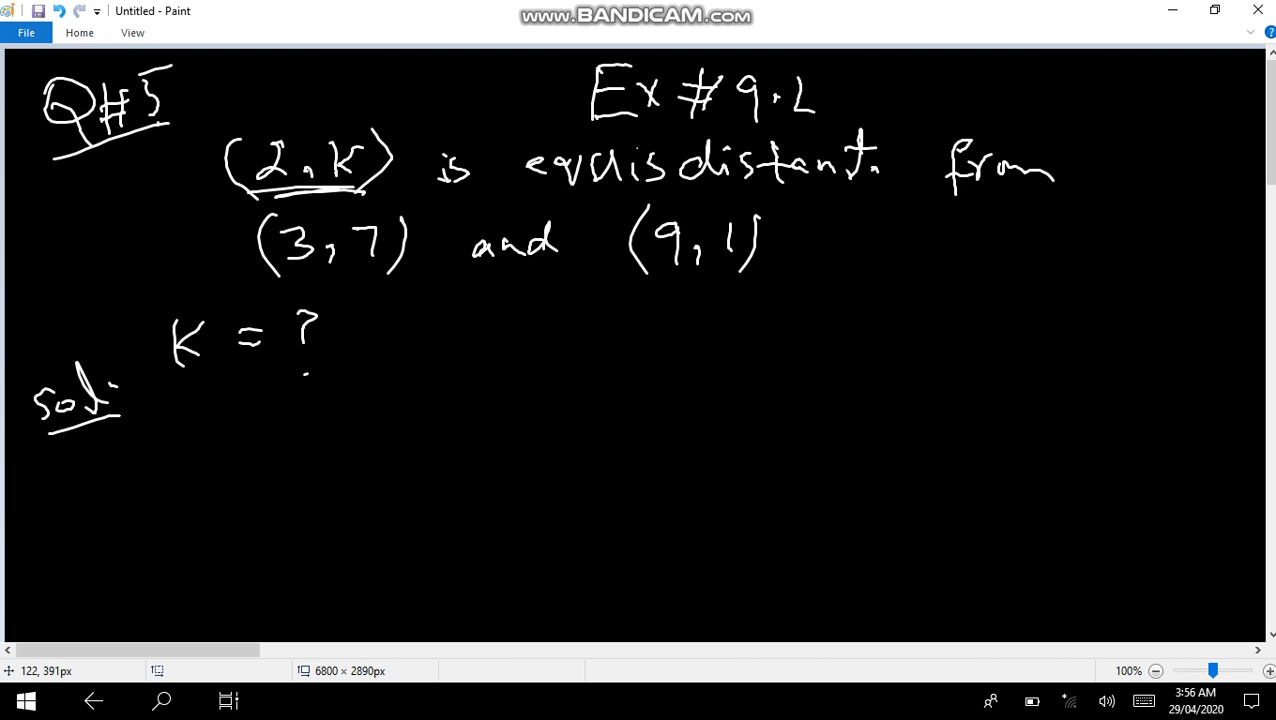 Untitled - Paint
www.BANDICAM.com
File Home View
Q#5
Ex # 9.2
(2, K) is equisdistant. from
(3, 7) and (9, 1)
K = ?
Sol:
122, 391px
6800 × 2890px
100%
3:56 AM
29/04/2020